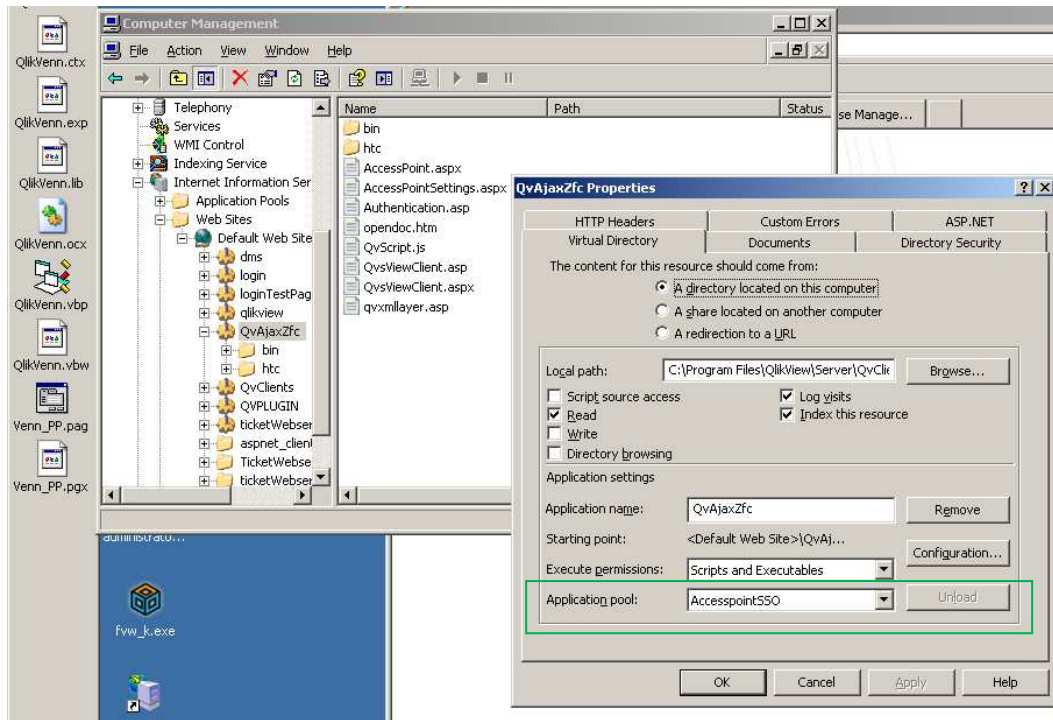 QlikVenn.ctx
QlikVenn.exp
QlikVenn.lib
QlikVenn.ocx
QlikVenn.vbp
QlikVenn.vbw
Venn_PP.pag
Venn_PP.pgx
Computer Management
File Action View Window Help
Telephony
Services
WMI Control
Indexing Service
Internet Information Ser
Application Pools
Web Sites
Default Web Site
dms
login
loginTestPag
qlikview
QvAjaxZfc
bin
htc
QvClients
QVPLUGIN
ticketWebser
aspnet_client
TicketWebse
ticketWebser
Name Path Status
bin
htc
AccessPoint.aspx
AccessPointSettings.aspx
Authentication.asp
opendoc.htm
QvScript.js
QvsViewClient.asp
QvsViewClient.aspx
qvxmllayer.asp
se Manage...
QvAjaxZfc Properties
HTTP Headers Custom Errors ASP.NET
Virtual Directory Documents Directory Security
The content for this resource should come from:
A directory located on this computer
A share located on another computer
A redirection to a URL
Local path: C:\Program Files\QlikView\Server\QvClie Browse...
Script source access Log visits
Read Index this resource
Write
Directory browsing
Application settings
Application name: QvAjaxZfc Remove
Starting point: <Default Web Site>\QvAj...
Configuration...
Execute permissions: Scripts and Executables
Application pool: AccesspointSSO Unload
OK Cancel Apply Help
fvw_k.exe